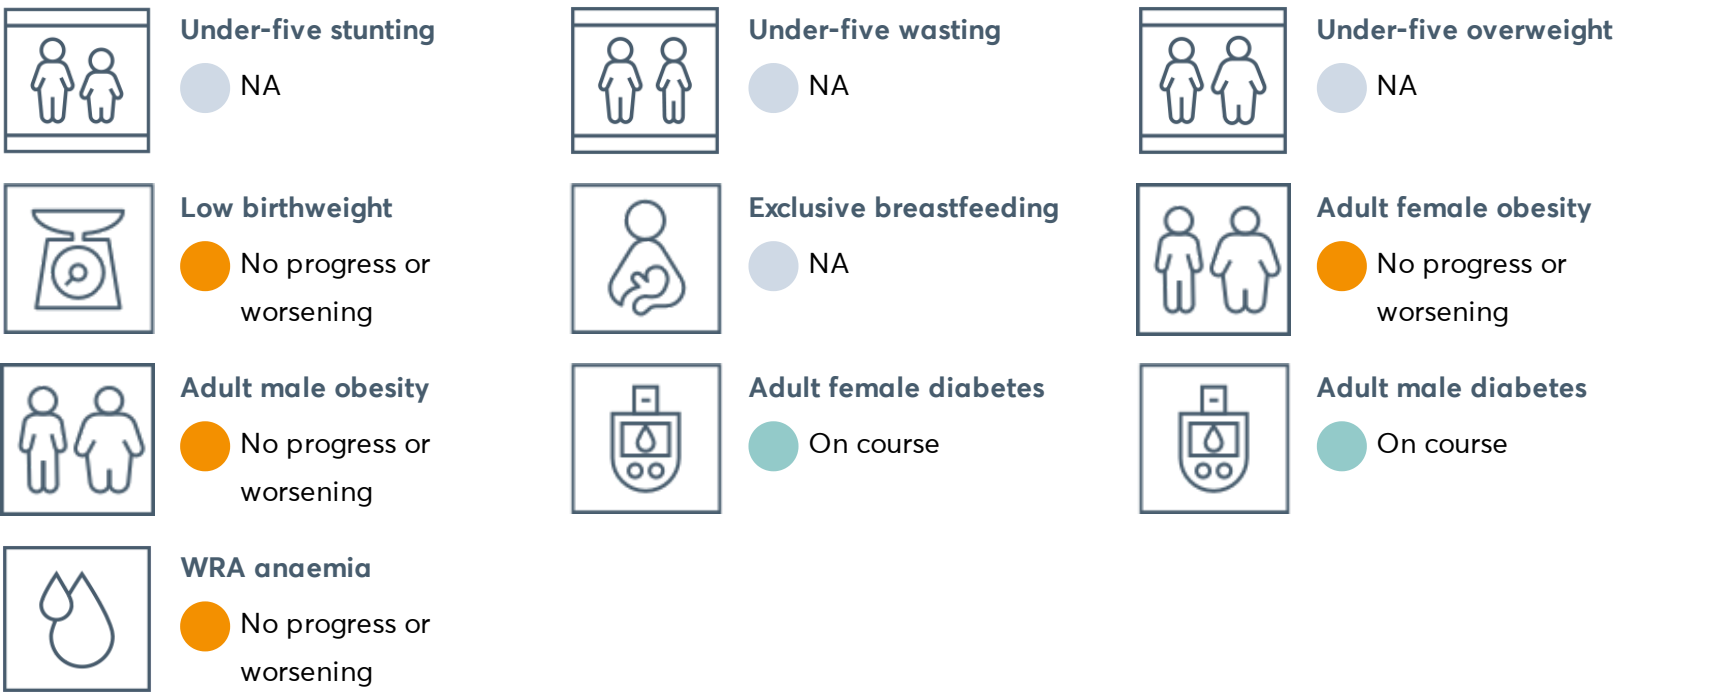 Under-five stunting
NA
Under-five wasting
NA
Under-five overweight
NA
Low birthweight
No progress or
worsening
Exclusive breastfeeding
NA
Adult female obesity
No progress or
worsening
Adult male obesity
No progress or
worsening
Adult female diabetes
On course
Adult male diabetes
On course
WRA anaemia
No progress or
worsening